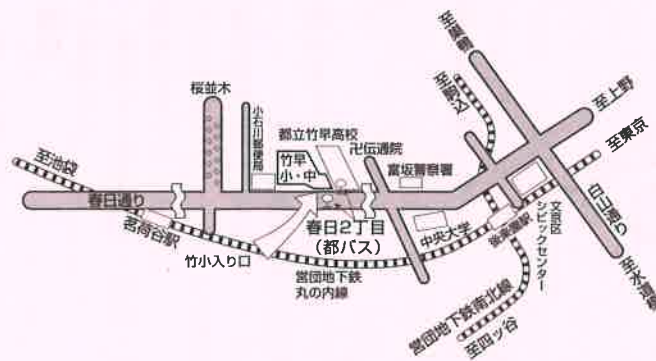 至巣鴨
至上野
至東京
至駒込
桜並木
小石川郵便局
都立竹早高校
卍伝通院
竹早
小・中
富坂警察署
至池袋
春日通り
茗荷谷駅
春日2丁目
(都バス)
中央大学
後楽園駅
文京区
シビックセンター
白山通り
竹小入り口
営団地下鉄
丸の内線
営団地下鉄南北線
至四ッ谷
至水道橋